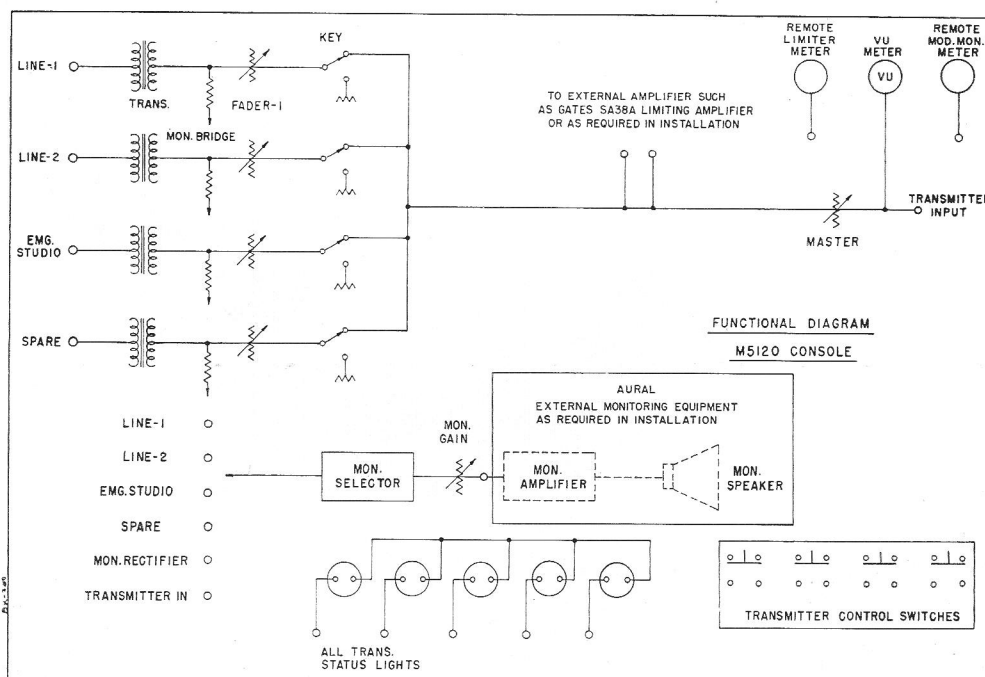 LINE-1
TRANS.
FADER-1
KEY
MON. BRIDGE
LINE-2
EMG.
STUDIO
SPARE
REMOTE
LIMITER
METER
VU
METER
VU
REMOTE
MOD. MON.
METER
TO EXTERNAL AMPLIFIER SUCH
AS GATES SA38A LIMITING AMPLIFIER
OR AS REQUIRED IN INSTALLATION
MASTER
TRANSMITTER
INPUT
FUNCTIONAL DIAGRAM
M5120 CONSOLE
LINE-1
LINE-2
EMG. STUDIO
SPARE
MON. RECTIFIER
TRANSMITTER IN
MON.
SELECTOR
MON.
GAIN
AURAL
EXTERNAL MONITORING EQUIPMENT
AS REQUIRED IN INSTALLATION
MON.
AMPLIFIER
MON.
SPEAKER
ALL TRANS.
STATUS LIGHTS
TRANSMITTER CONTROL SWITCHES